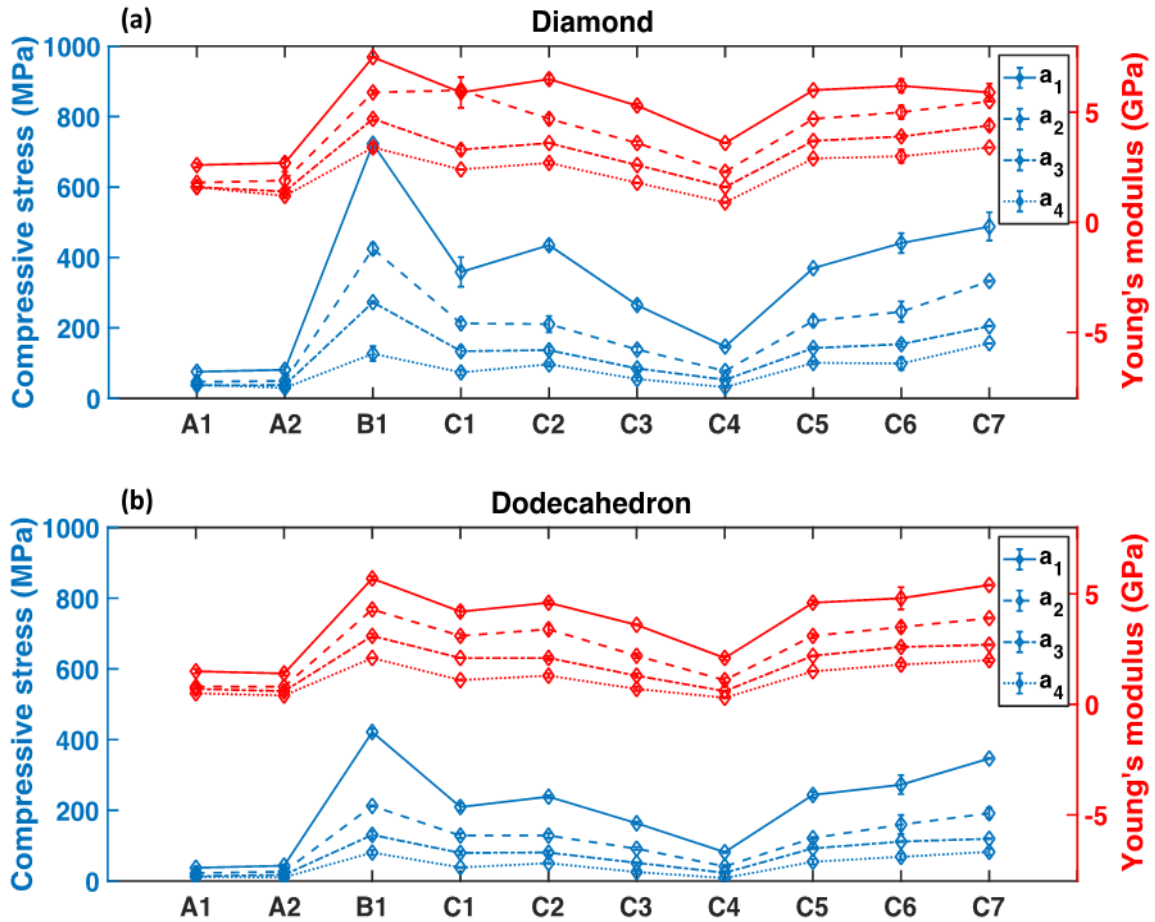 (a)
Diamond
Compressive stress (MPa)
1000
800
600
400
200
0
Young's modulus (GPa)
5
0
-5
a1
a2
a3
a4
A1 A2 B1 C1 C2 C3 C4 C5 C6 C7
(b)
Dodecahedron
Compressive stress (MPa)
1000
800
600
400
200
0
Young's modulus (GPa)
5
0
-5
a1
a2
a3
a4
A1 A2 B1 C1 C2 C3 C4 C5 C6 C7